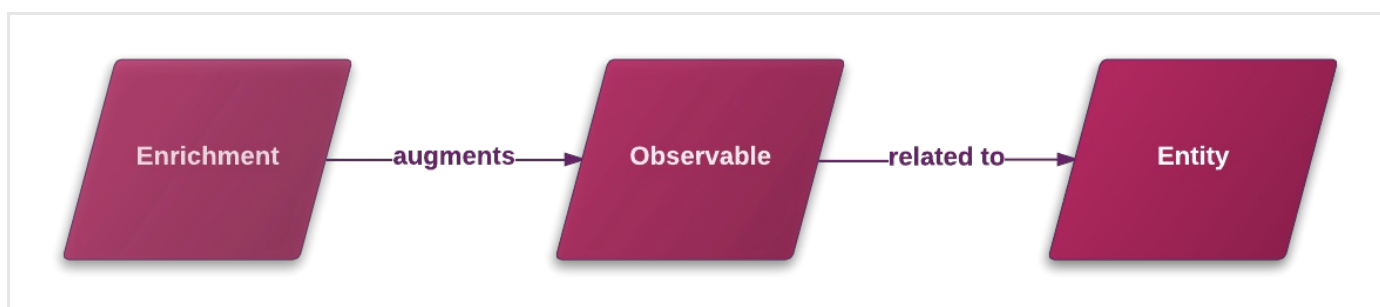 Enrichment
augments
Observable
related to
Entity